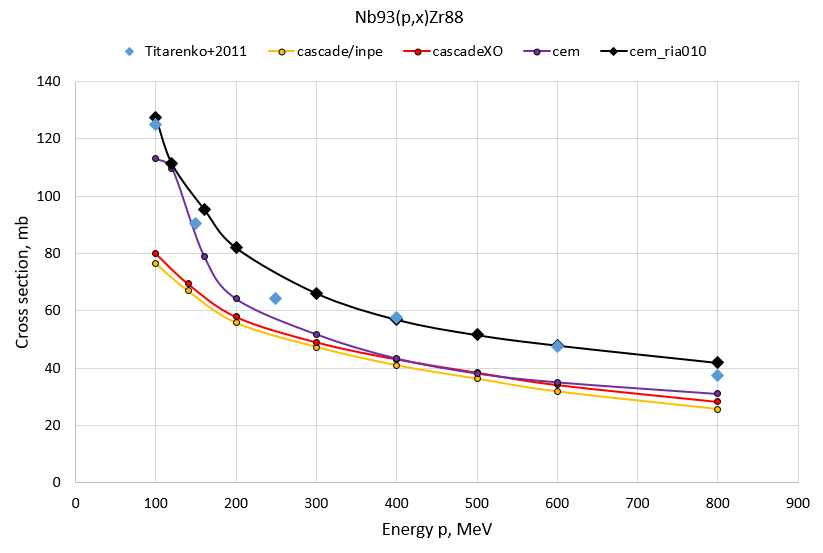 Nb93(p,x)Zr88
Titarenko+2011 cascade/inpe cascadeXO cem cem_ria010
140
120
100
80
60
40
20
0
Cross section, mb
0 100 200 300 400 500 600 700 800 900
Energy p, MeV